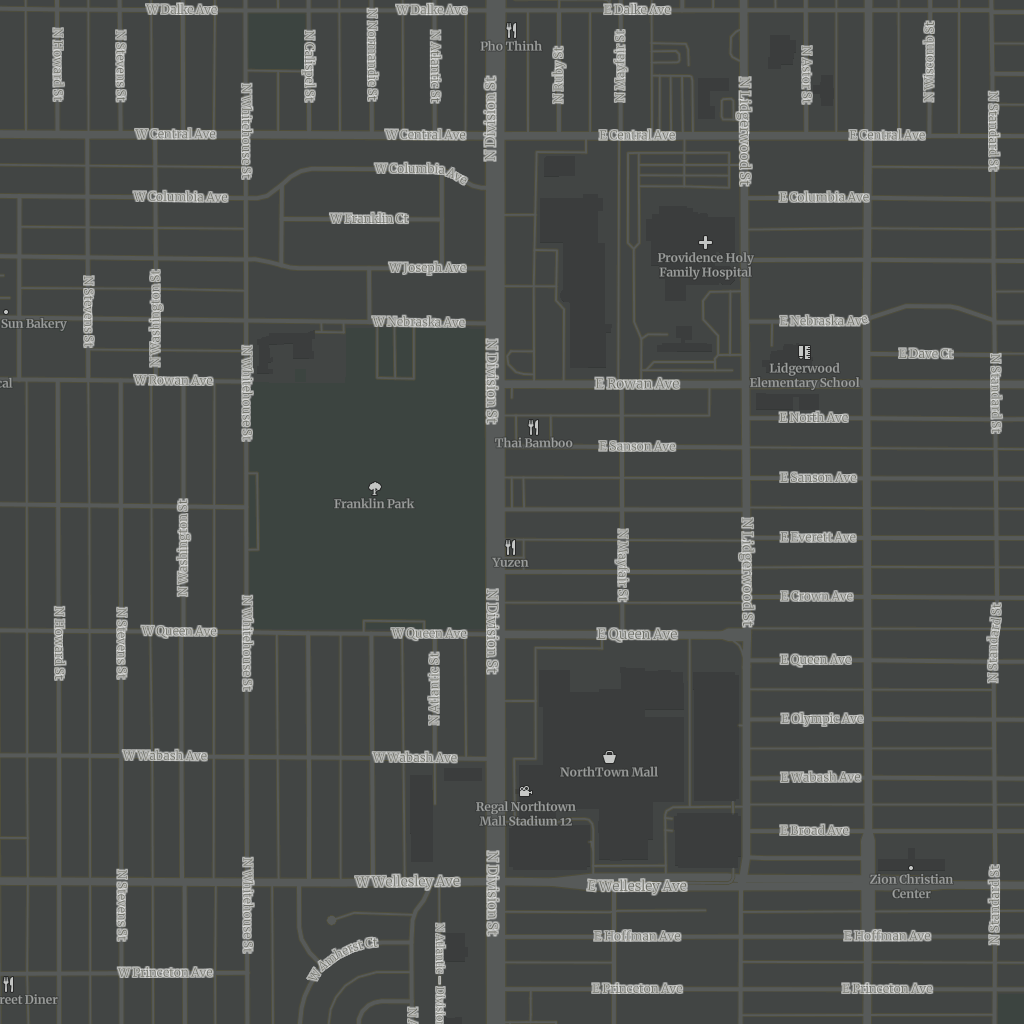 W Dalke Ave
W Dalke Ave
E Dalke Ave
N Howard St
N Stevens St
N Calispel St
N Normandie St
N Atlantic St
Pho Thinh
N Ruby St
N Mayfair St
N Astor St
N Wiscomb St
N Whitehouse St
N Division St
N Lidgerwood St
N Standard St
W Central Ave
W Central Ave
E Central Ave
E Central Ave
W Columbia Ave
W Columbia Ave
E Columbia Ave
W Franklin Ct
Providence Holy
Family Hospital
W Joseph Ave
N Stevens St
N Washington St
Sun Bakery
W Nebraska Ave
E Nebraska Ave
E Dave Ct
W Rowan Ave
N Whitehouse St
N Division St
E Rowan Ave
Lidgerwood
Elementary School
N Standard St
cal
E North Ave
Thai Bamboo
E Sanson Ave
E Sanson Ave
Franklin Park
N Washington St
Yuzen
N Mayfair St
N Lidgerwood St
E Everett Ave
E Crown Ave
N Howard St
N Stevens St
W Queen Ave
N Whitehouse St
W Queen Ave
N Division St
E Queen Ave
E Queen Ave
N Standard St
N Atlantic St
E Olympic Ave
W Wabash Ave
W Wabash Ave
NorthTown Mall
E Wabash Ave
Regal Northtown
Mall Stadium 12
E Broad Ave
N Stevens St
N Whitehouse St
W Wellesley Ave
N Division St
E Wellesley Ave
Zion Christian
Center
N Standard St
W Amherst Ct
N Atlantic - Divisio
E Hoffman Ave
E Hoffman Ave
W Princeton Ave
reet Diner
E Princeton Ave
E Princeton Ave
N A